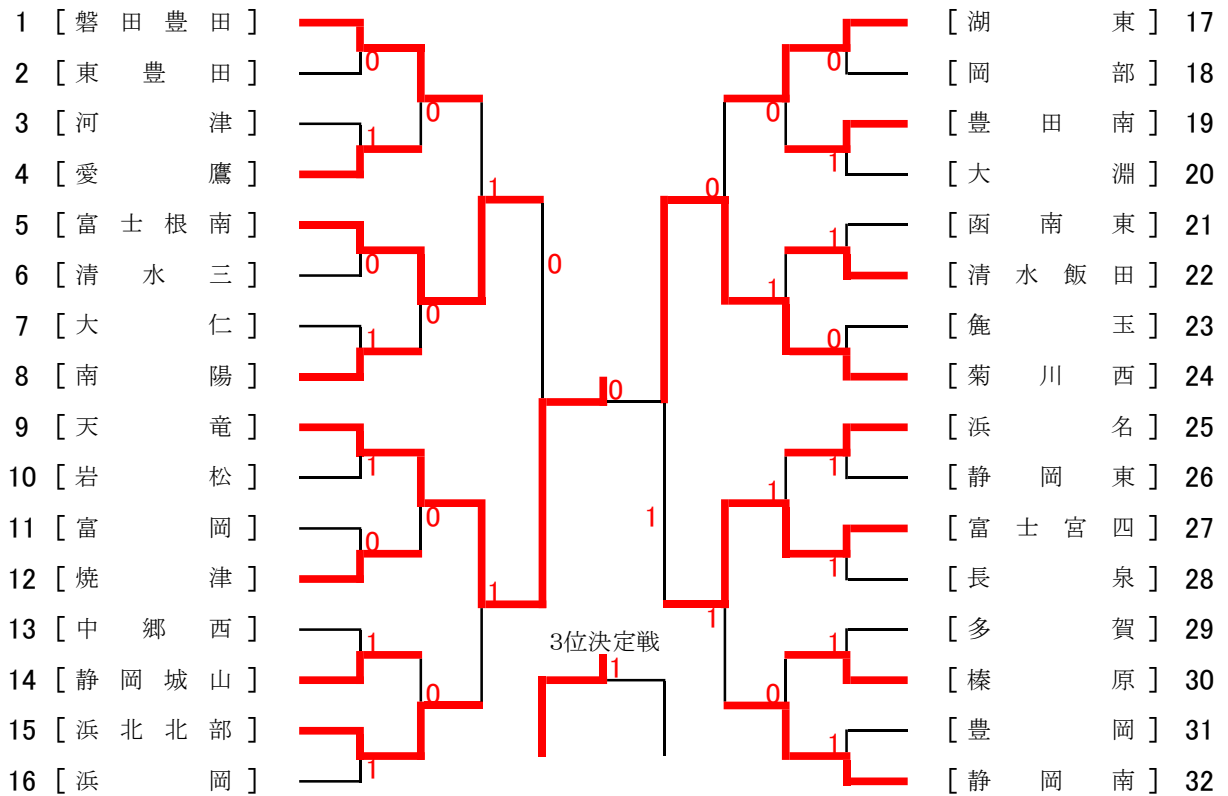 1 [ 磐田豊田 ]
0
2 [ 東豊田 ]
0
3 [ 河津 ]
1
4 [ 愛鷹 ]
1
5 [ 富士根南 ]
0
6 [ 清水三 ]
0
0
7 [ 大仁 ]
1
8 [ 南陽 ]
9 [ 天竜 ]
1
10 [ 岩松 ]
0
11 [ 富岡 ]
0
12 [ 焼津 ]
1
13 [ 中郷西 ]
1
14 [ 静岡城山 ]
0
15 [ 浜北北部 ]
1
16 [ 浜岡 ]
0
1
3位決定戦
1
[ 湖東 ] 17
0
[ 岡部 ] 18
0
[ 豊田南 ] 19
1
[ 大淵 ] 20
0
[ 函南東 ] 21
1
[ 清水飯田 ] 22
1
[ 麁玉 ] 23
0
[ 菊川西 ] 24
[ 浜名 ] 25
1
[ 静岡東 ] 26
1
[ 富士宮四 ] 27
1
[ 長泉 ] 28
1
[ 多賀 ] 29
1
[ 榛原 ] 30
0
[ 豊岡 ] 31
1
[ 静岡南 ] 32